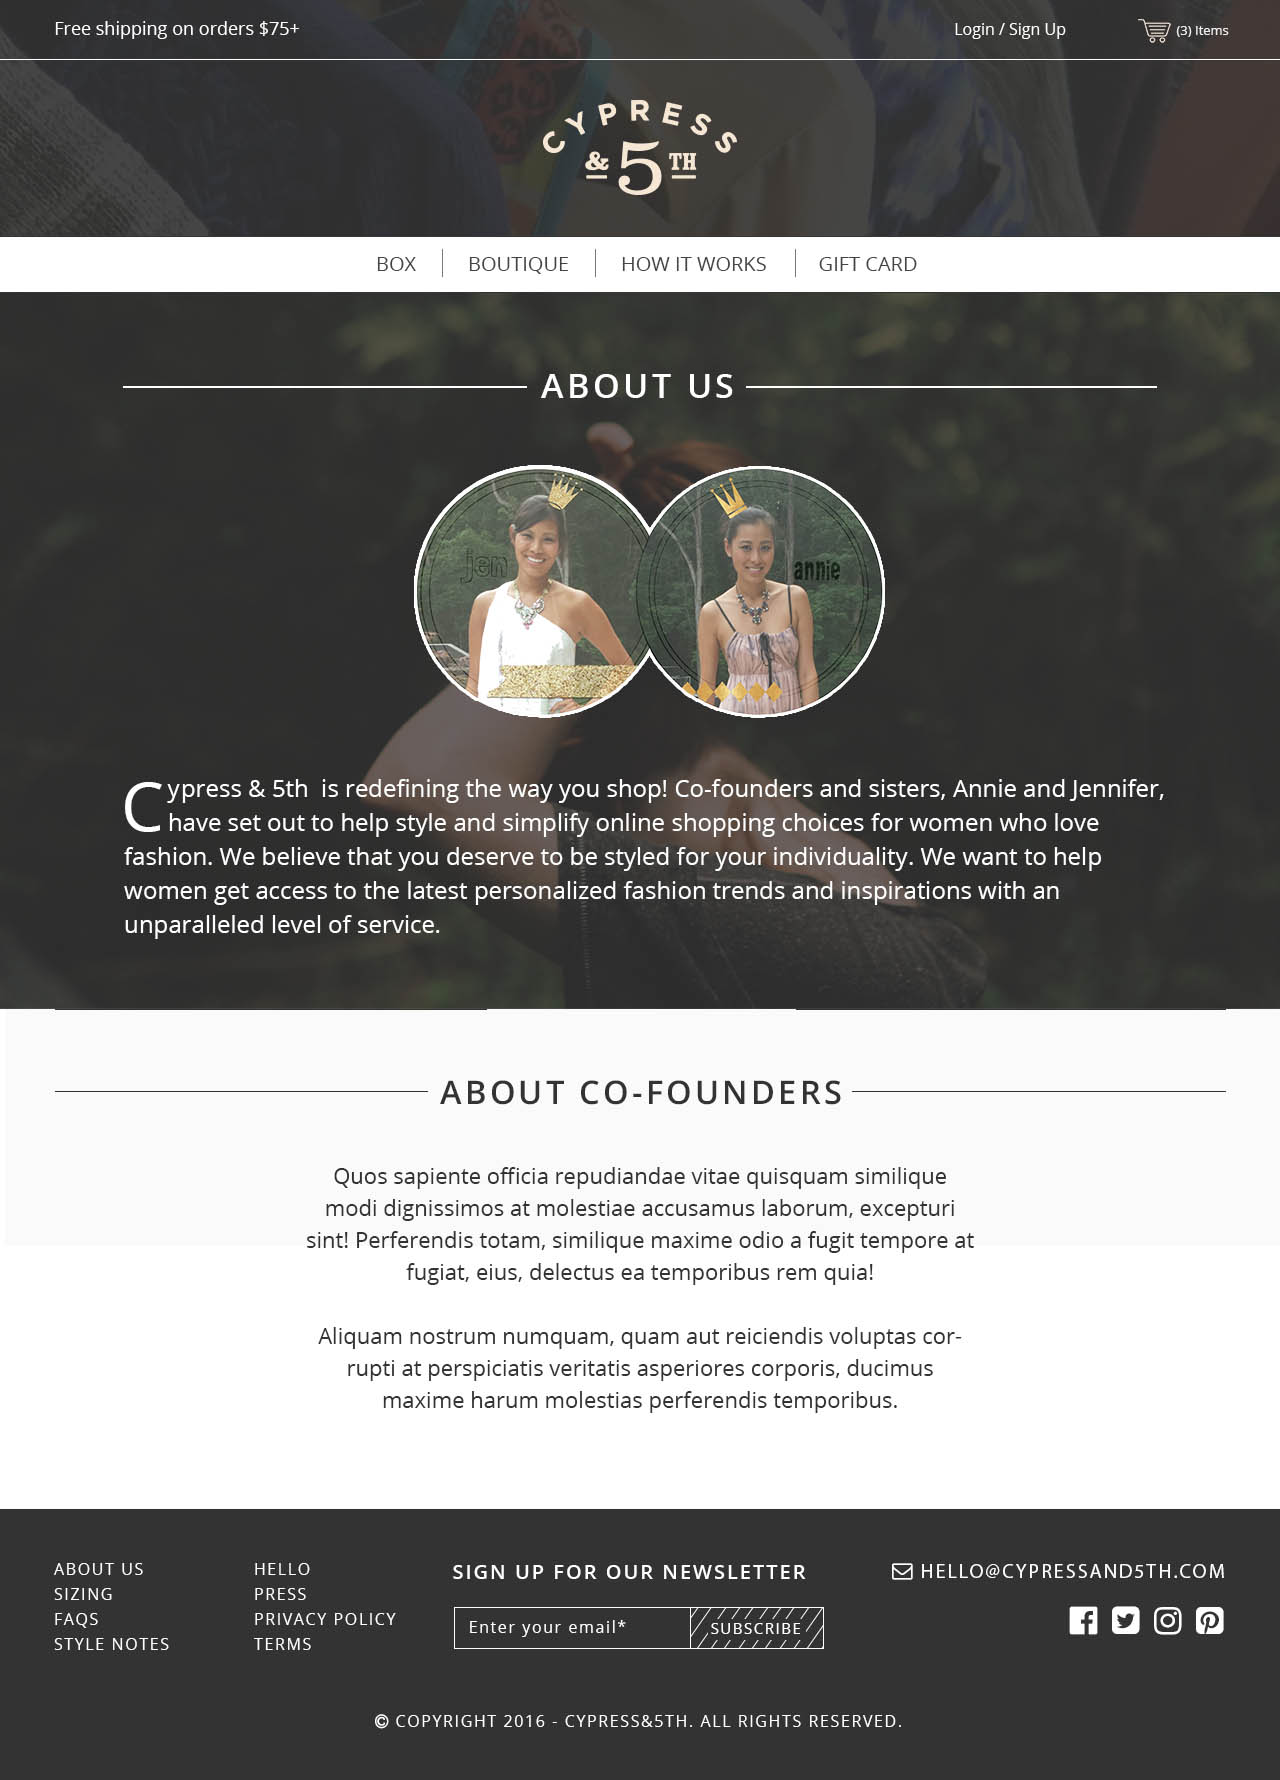 Free shipping on orders $75+
Login / Sign Up
(3) Items
CYPRESS
& 5TH
BOX
BOUTIQUE
HOW IT WORKS
GIFT CARD
ABOUT US
jen
annie
Cypress & 5th  is redefining the way you shop! Co-founders and sisters, Annie and Jennifer,
have set out to help style and simplify online shopping choices for women who love
fashion. We believe that you deserve to be styled for your individuality. We want to help
women get access to the latest personalized fashion trends and inspirations with an
unparalleled level of service.
ABOUT CO-FOUNDERS
Quos sapiente officia repudiandae vitae quisquam similique
modi dignissimos at molestiae accusamus laborum, excepturi
sint! Perferendis totam, similique maxime odio a fugit tempore at
fugiat, eius, delectus ea temporibus rem quia!
Aliquam nostrum numquam, quam aut reiciendis voluptas cor-
rupti at perspiciatis veritatis asperiores corporis, ducimus
maxime harum molestias perferendis temporibus.
ABOUT US
SIZING
FAQS
STYLE NOTES
HELLO
PRESS
PRIVACY POLICY
TERMS
SIGN UP FOR OUR NEWSLETTER
Enter your email*
SUBSCRIBE
HELLO@CYPRESSAND5TH.COM
© COPYRIGHT 2016 - CYPRESS&5TH. ALL RIGHTS RESERVED.